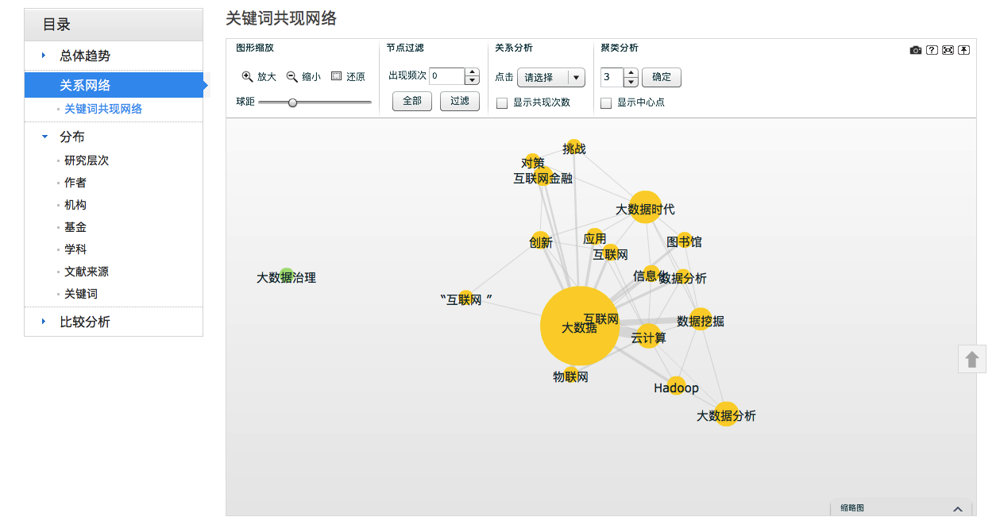 目录
总体趋势
关系网络
关键词共现网络
分布
研究层次
作者
机构
基金
学科
文献来源
关键词
比较分析
关键词共现网络
图形缩放
放大 缩小 还原
球距
节点过滤
出现频次 0
全部 过滤
关系分析
点击 请选择
显示共现次数
聚类分析
3 确定
显示中心点
?
挑战
对策
互联网金融
大数据时代
应用
创新
图书馆
互联网
信息化
数据分析
大数据治理
“互联网 ”
互联网
数据挖掘
大数据
云计算
物联网
Hadoop
大数据分析
缩略图